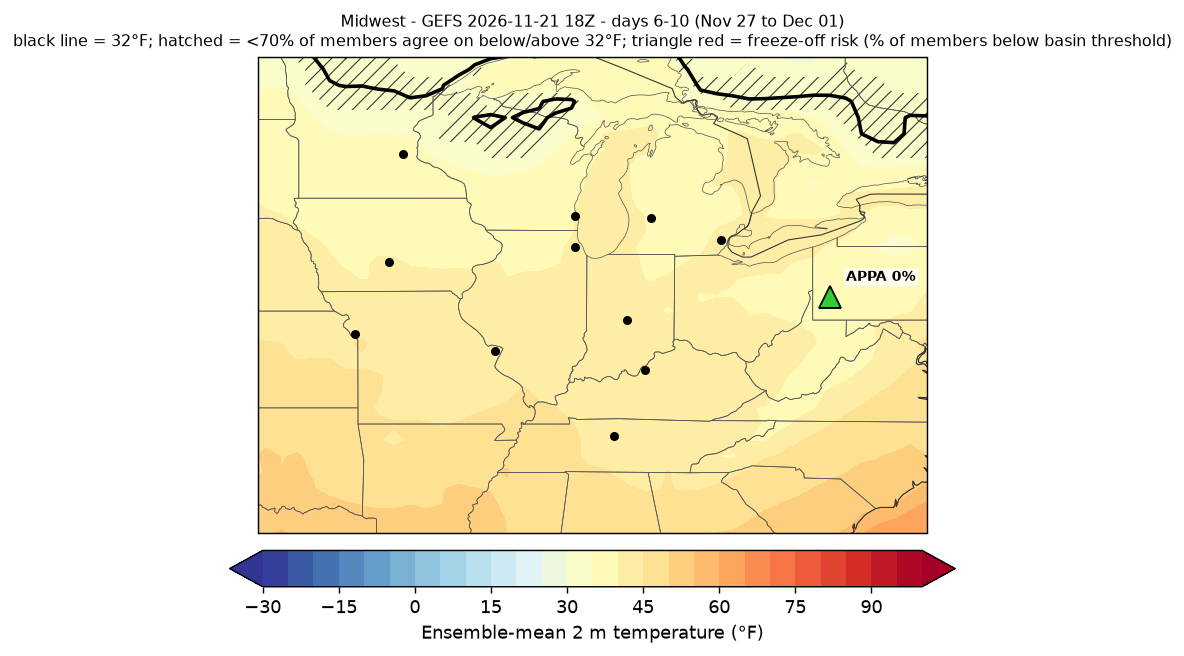 Midwest - GEFS 2026-11-21 18Z - days 6-10 (Nov 27 to Dec 01)
black line = 32°F; hatched = <70% of members agree on below/above 32°F; triangle red = freeze-off risk (% of members below basin threshold)
APPA 0%
−30 −15 0 15 30 45 60 75 90
Ensemble-mean 2 m temperature (°F)